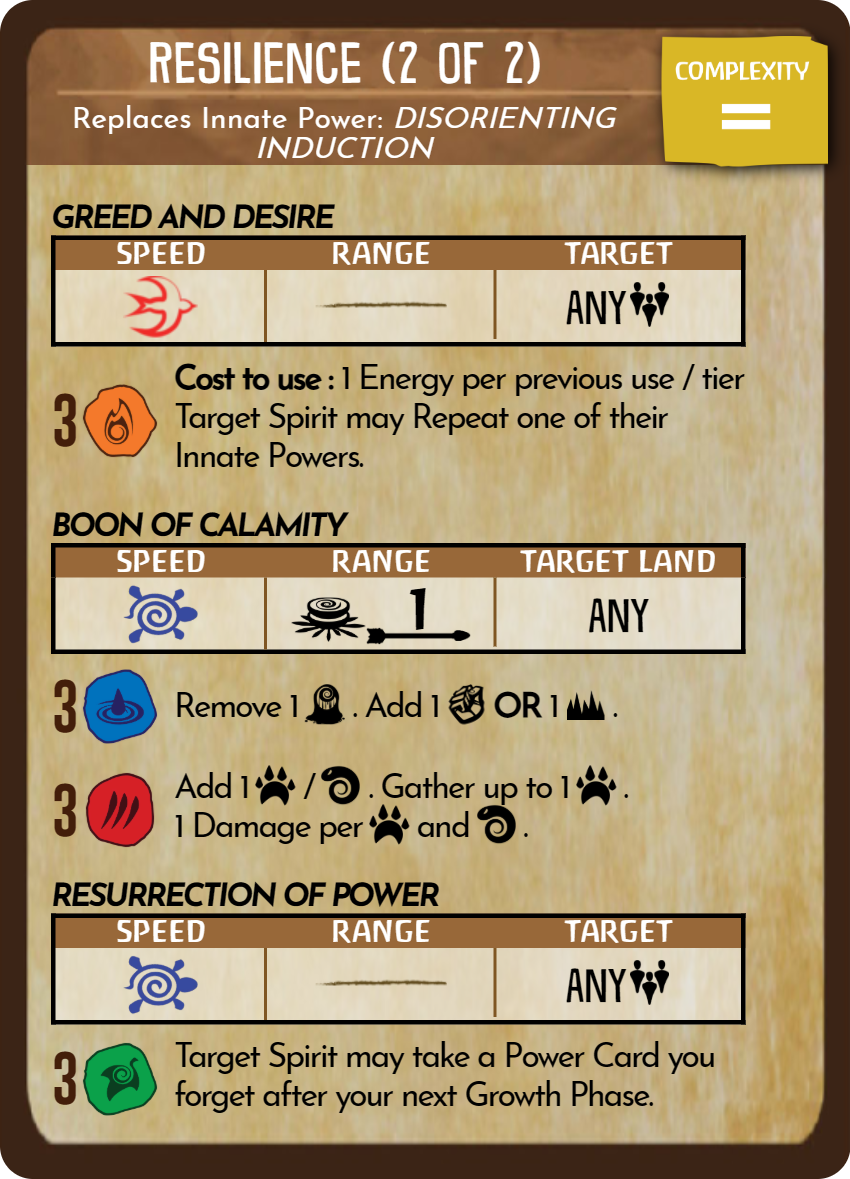 RESILIENCE (2 OF 2)
COMPLEXITY
Replaces Innate Power: DISORIENTING
INDUCTION
GREED AND DESIRE
SPEED RANGE TARGET
ANY
3 Cost to use : 1 Energy per previous use / tier
Target Spirit may Repeat one of their
Innate Powers.
BOON OF CALAMITY
SPEED RANGE TARGET LAND
1 ANY
3 Remove 1 . Add 1 OR 1 .
3 Add 1 / . Gather up to 1 .
1 Damage per and .
RESURRECTION OF POWER
SPEED RANGE TARGET
ANY
3 Target Spirit may take a Power Card you
forget after your next Growth Phase.